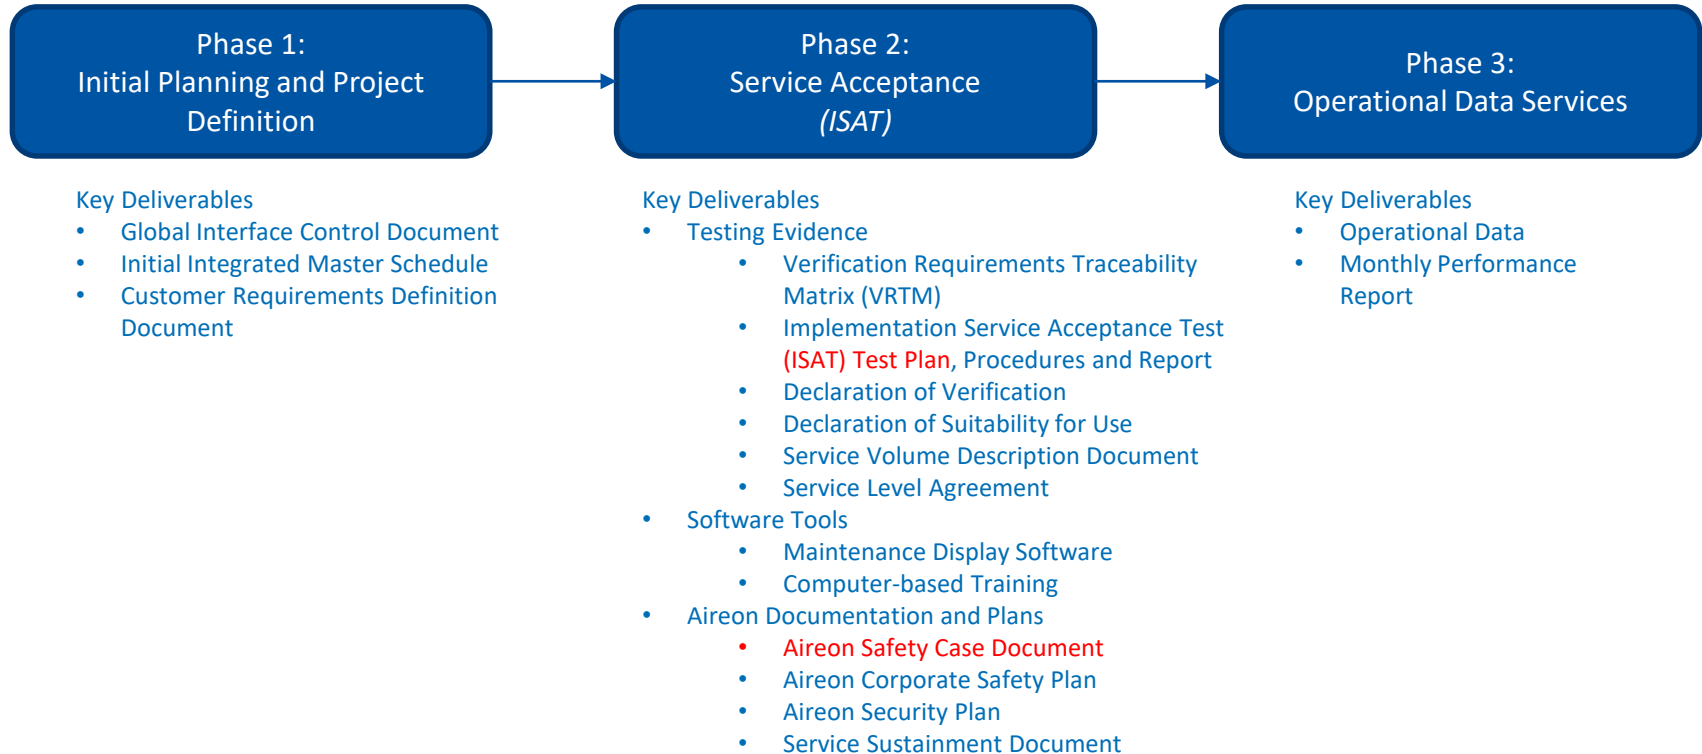 Phase 1:
Initial Planning and Project
Definition
Phase 2:
Service Acceptance
(ISAT)
Phase 3:
Operational Data Services
Key Deliverables
• Global Interface Control Document
• Initial Integrated Master Schedule
• Customer Requirements Definition
Document
Key Deliverables
• Testing Evidence
• Verification Requirements Traceability
Matrix (VRTM)
• Implementation Service Acceptance Test
(ISAT) Test Plan, Procedures and Report
• Declaration of Verification
• Declaration of Suitability for Use
• Service Volume Description Document
• Service Level Agreement
• Software Tools
• Maintenance Display Software
• Computer-based Training
• Aireon Documentation and Plans
• Aireon Safety Case Document
• Aireon Corporate Safety Plan
• Aireon Security Plan
• Service Sustainment Document
Key Deliverables
• Operational Data
• Monthly Performance
Report